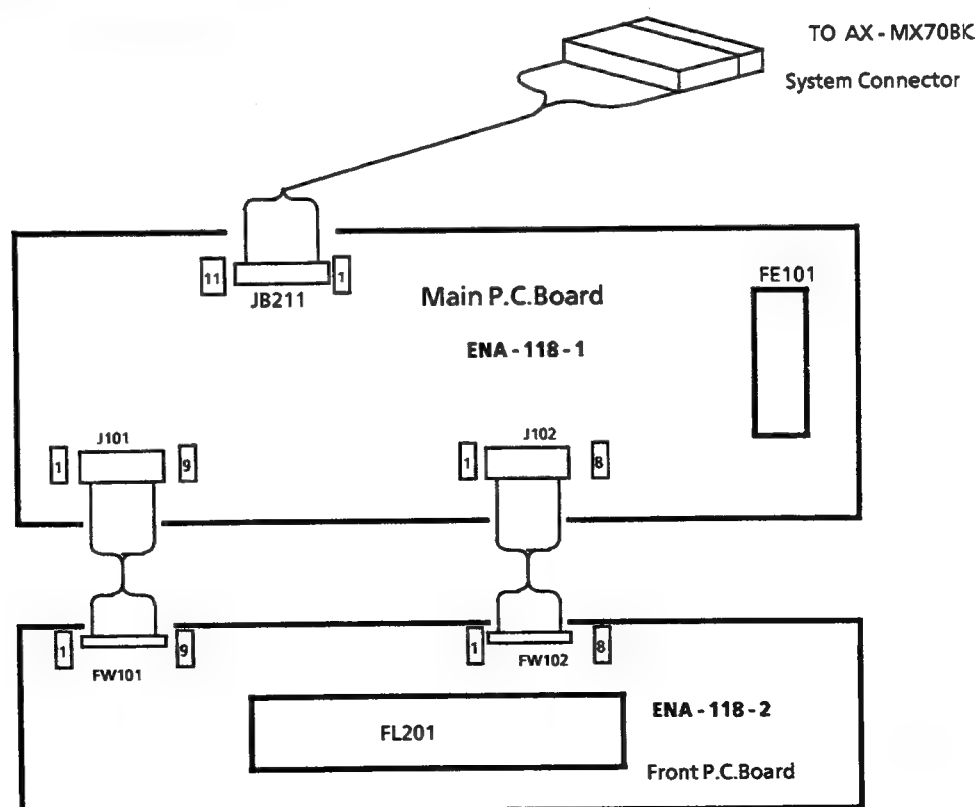 TO AX - MX70BK
System Connector
11
1
JB211
Main P.C.Board
FE101
ENA - 118 - 1
J101
J102
1
9
1
8
1
9
1
8
FW101
FW102
ENA - 118 - 2
FL201
Front P.C.Board